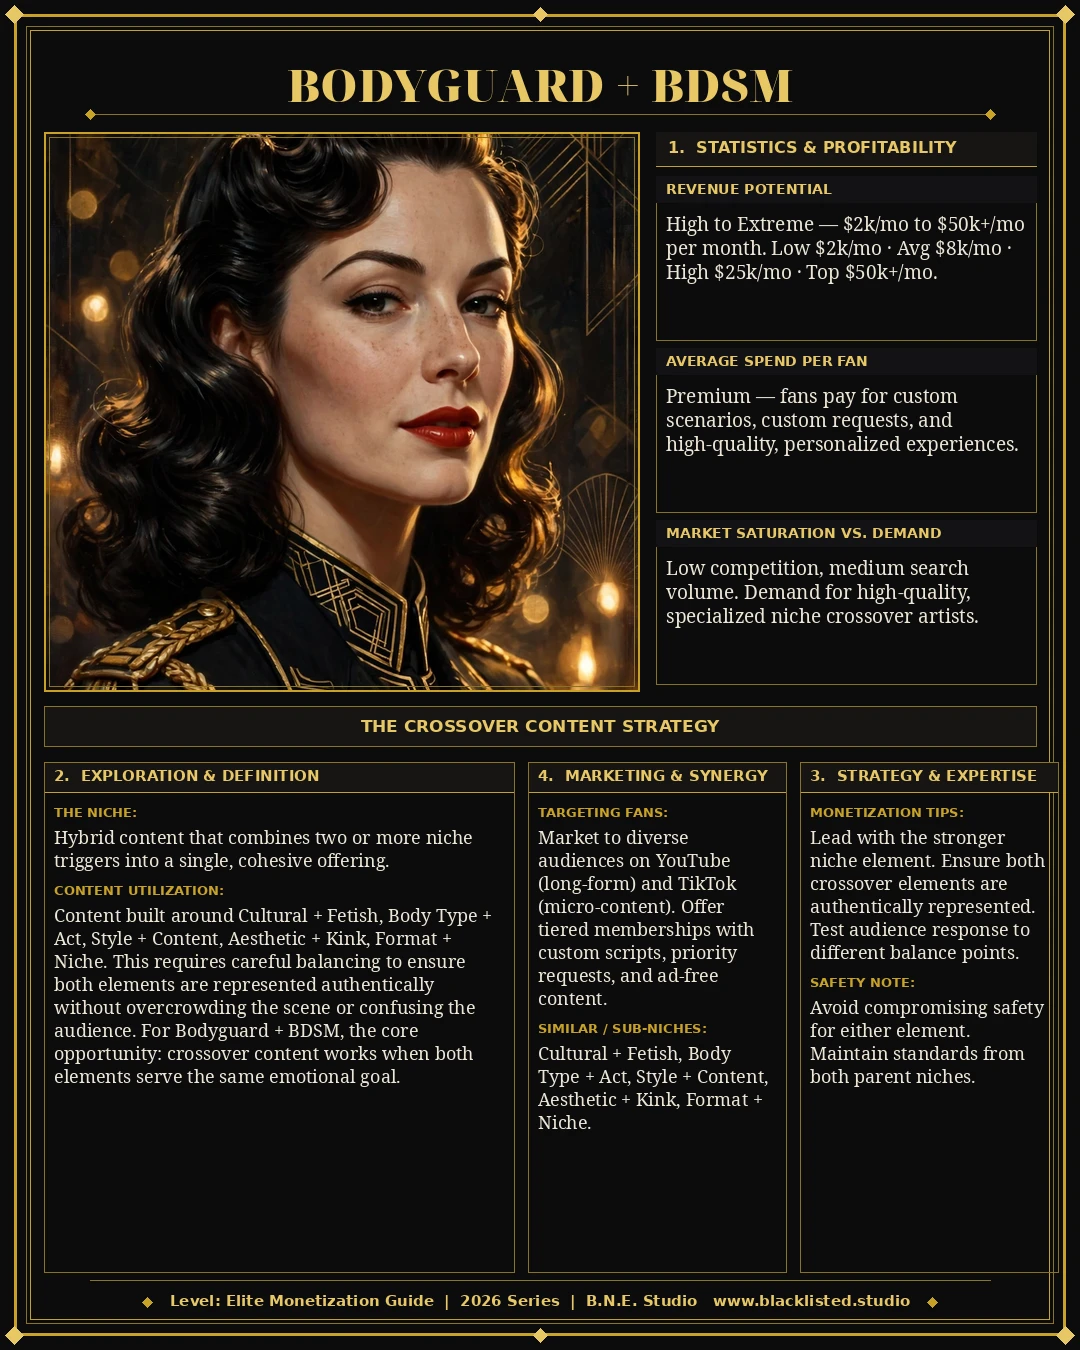 BODYGUARD + BDSM
1. STATISTICS & PROFITABILITY
REVENUE POTENTIAL
High to Extreme — $2k/mo to $50k+/mo
per month. Low $2k/mo · Avg $8k/mo ·
High $25k/mo · Top $50k+/mo.
AVERAGE SPEND PER FAN
Premium — fans pay for custom
scenarios, custom requests, and
high-quality, personalized experiences.
MARKET SATURATION VS. DEMAND
Low competition, medium search
volume. Demand for high-quality,
specialized niche crossover artists.
THE CROSSOVER CONTENT STRATEGY
2. EXPLORATION & DEFINITION
THE NICHE:
Hybrid content that combines two or more niche
triggers into a single, cohesive offering.
CONTENT UTILIZATION:
Content built around Cultural + Fetish, Body Type +
Act, Style + Content, Aesthetic + Kink, Format +
Niche. This requires careful balancing to ensure
both elements are represented authentically
without overcrowding the scene or confusing the
audience. For Bodyguard + BDSM, the core
opportunity: crossover content works when both
elements serve the same emotional goal.
4. MARKETING & SYNERGY
TARGETING FANS:
Market to diverse
audiences on YouTube
(long-form) and TikTok
(micro-content). Offer
tiered memberships with
custom scripts, priority
requests, and ad-free
content.
SIMILAR / SUB-NICHES:
Cultural + Fetish, Body
Type + Act, Style + Content,
Aesthetic + Kink, Format +
Niche.
3. STRATEGY & EXPERTISE
MONETIZATION TIPS:
Lead with the stronger
niche element. Ensure both
crossover elements are
authentically represented.
Test audience response to
different balance points.
SAFETY NOTE:
Avoid compromising safety
for either element.
Maintain standards from
both parent niches.
Level: Elite Monetization Guide | 2026 Series | B.N.E. Studio www.blacklisted.studio